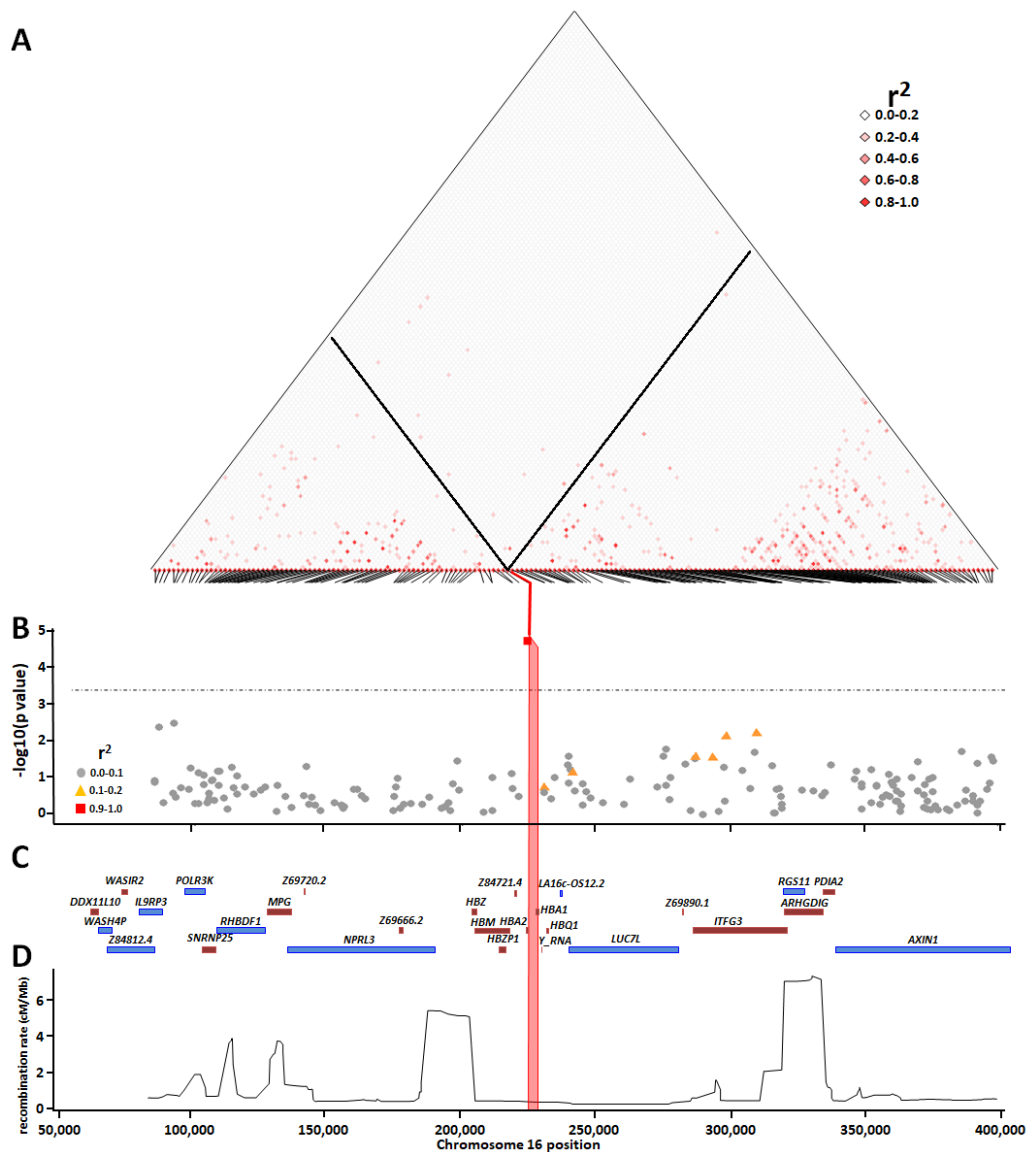 A
r2
0.0-0.2
0.2-0.4
0.4-0.6
0.6-0.8
0.8-1.0
B
-log10(p value)
5
4
3
2
1
0
r2
0.0-0.1
0.1-0.2
0.9-1.0
C
WASIR2 POLR3K Z69720.2 Z84721.4 LA16c-OS12.2 RGS11 PDIA2
DDX11L10 IL9RP3 MPG HBZ HBA1 Z69890.1 ARHGDIG
WASH4P RHBDF1 Z69666.2 HBM HBA2 HBQ1 ITFG3
Z84812.4 SNRNP25 NPRL3 HBZP1 Y_RNA LUC7L AXIN1
D
recombination rate (cM/Mb)
6
4
2
0
50,000 100,000 150,000 200,000 250,000 300,000 350,000 400,000
Chromosome 16 position